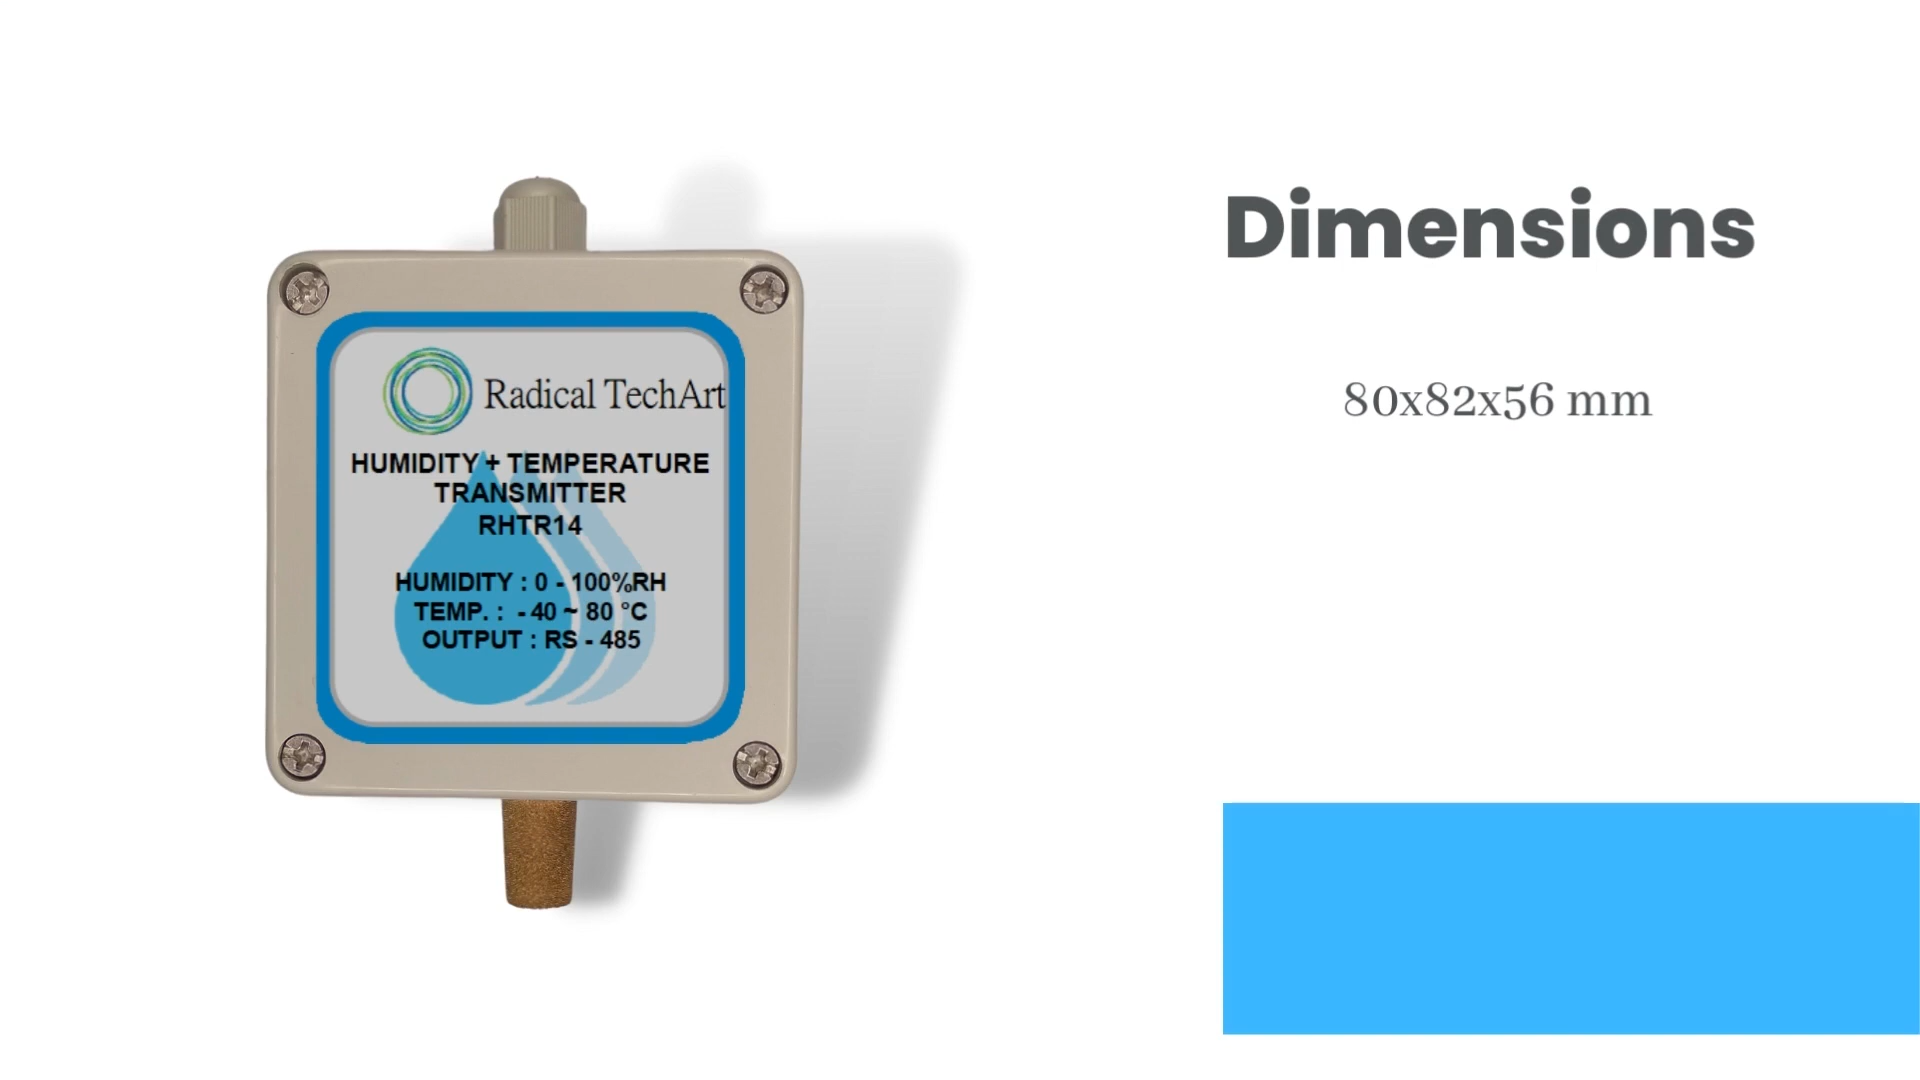 Radical TechArt
HUMIDITY + TEMPERATURE
TRANSMITTER
RHTR14
HUMIDITY : 0 - 100%RH
TEMP. : - 40 ~ 80 °C
OUTPUT : RS - 485
Dimensions
80x82x56 mm